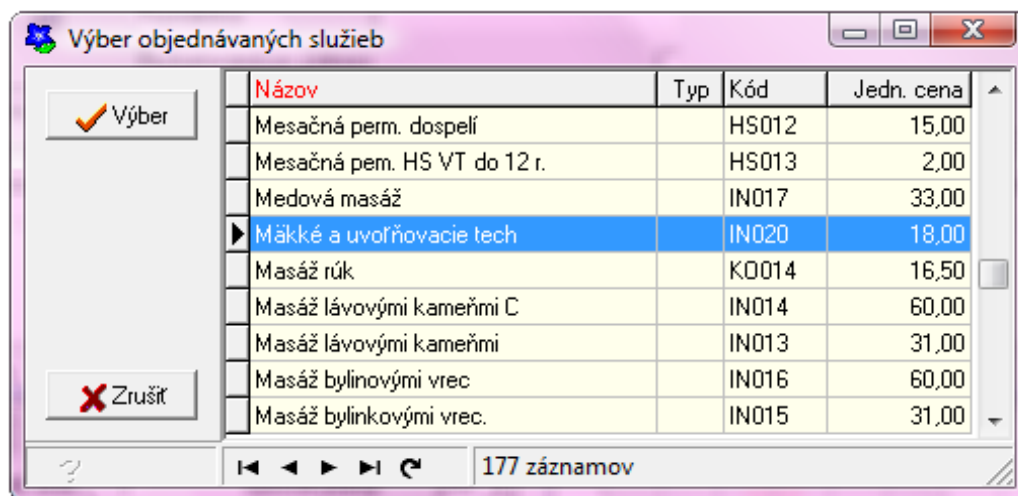 Výber objednávaných služieb
Výber
Zrušiť
Názov Typ Kód Jedn. cena
Mesačná perm. dospelí HS012 15,00
Mesačná pem. HS VT do 12 r. HS013 2,00
Medová masáž IN017 33,00
Mäkké a uvoľňovacie tech IN020 18,00
Masáž rúk KO014 16,50
Masáž lávovými kameňmi C IN014 60,00
Masáž lávovými kameňmi IN013 31,00
Masáž bylinovými vrec IN016 60,00
Masáž bylinkovými vrec. IN015 31,00
? 177 záznamov